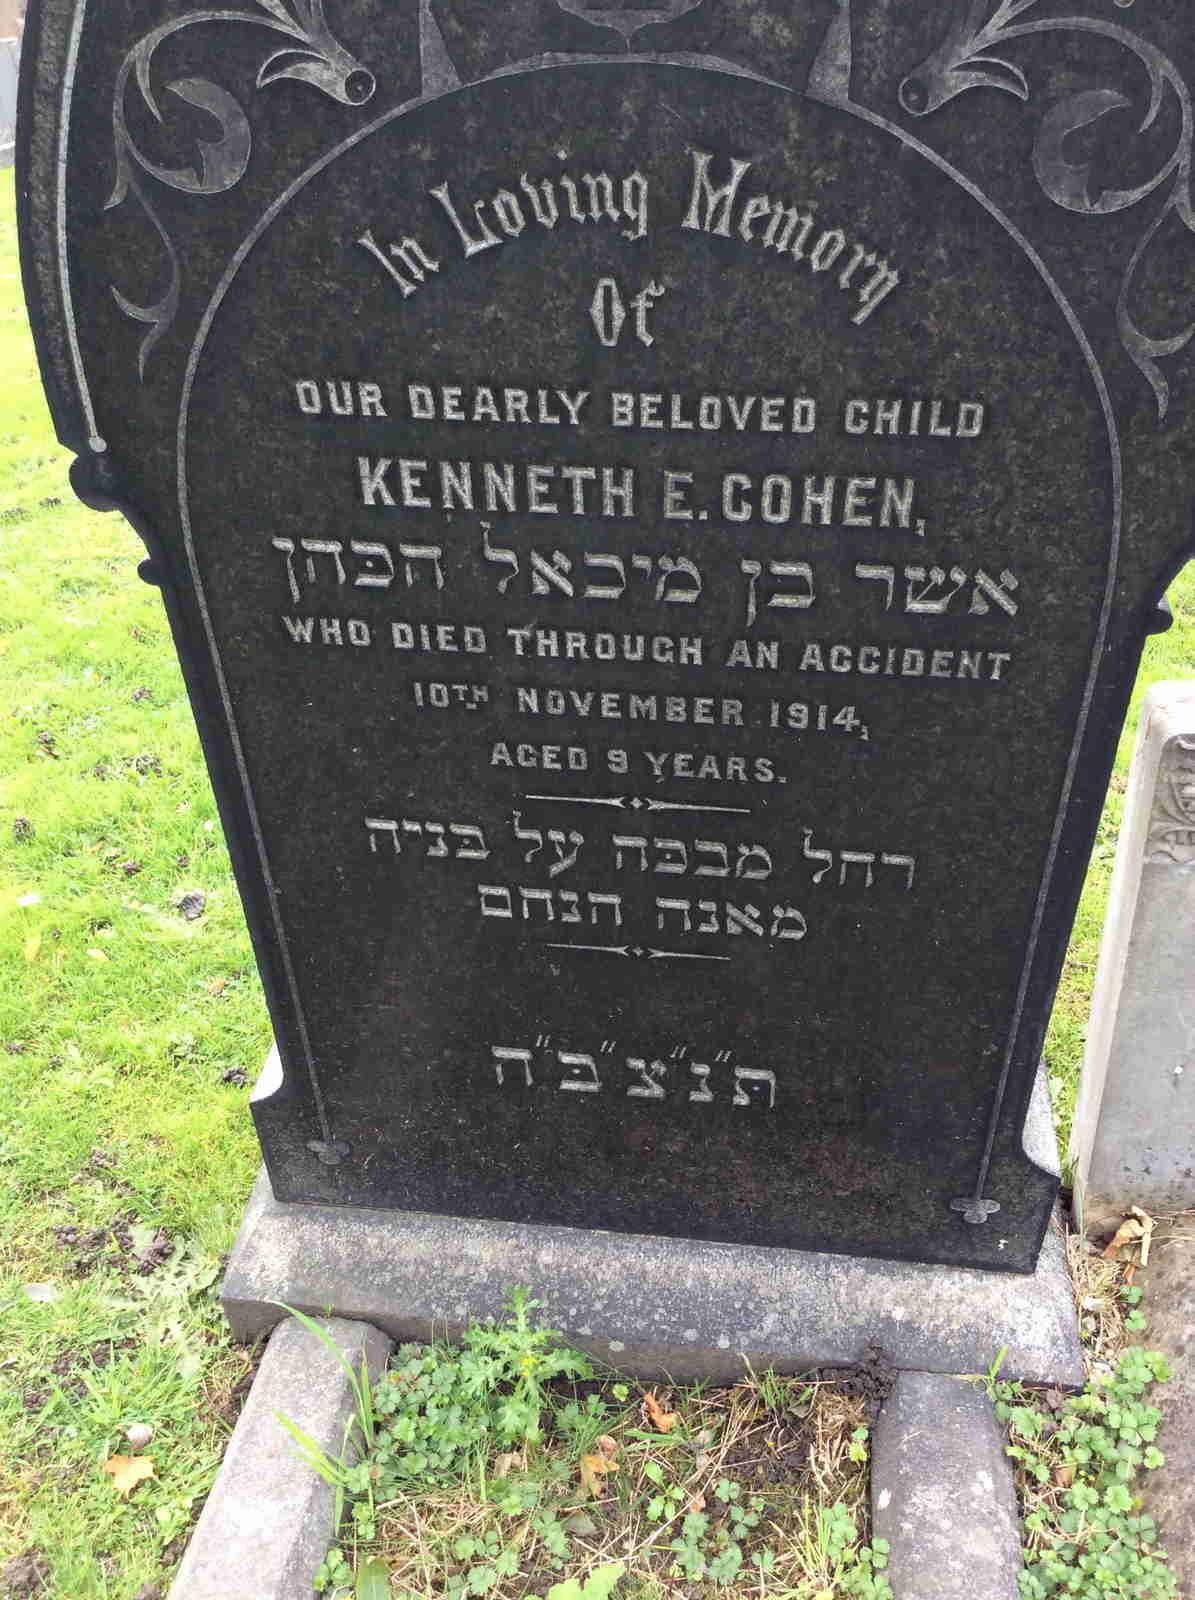 In Loving Memory
Of
OUR DEARLY BELOVED CHILD
KENNETH E. COHEN,
אשר בן מיכאל הכהן
WHO DIED THROUGH AN ACCIDENT
10TH NOVEMBER 1914,
AGED 9 YEARS.
רחל מבכה על בניה
מאנה הנחם
ת"נ"צ"ב"ה